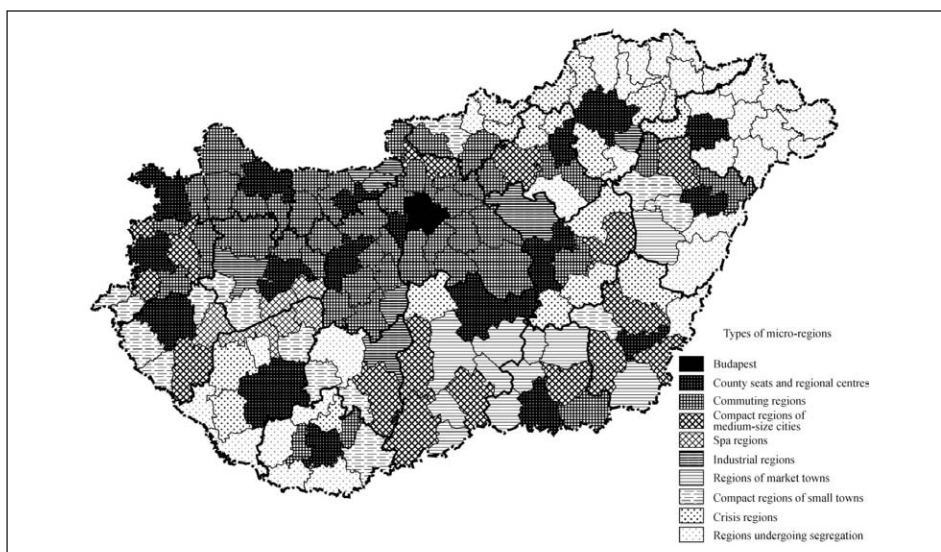 Types of micro-regions
Budapest
County seats and regional centres
Commuting regions
Compact regions of
medium-size cities
Spa regions
Industrial regions
Regions of market towns
Compact regions of small towns
Crisis regions
Regions undergoing segregation